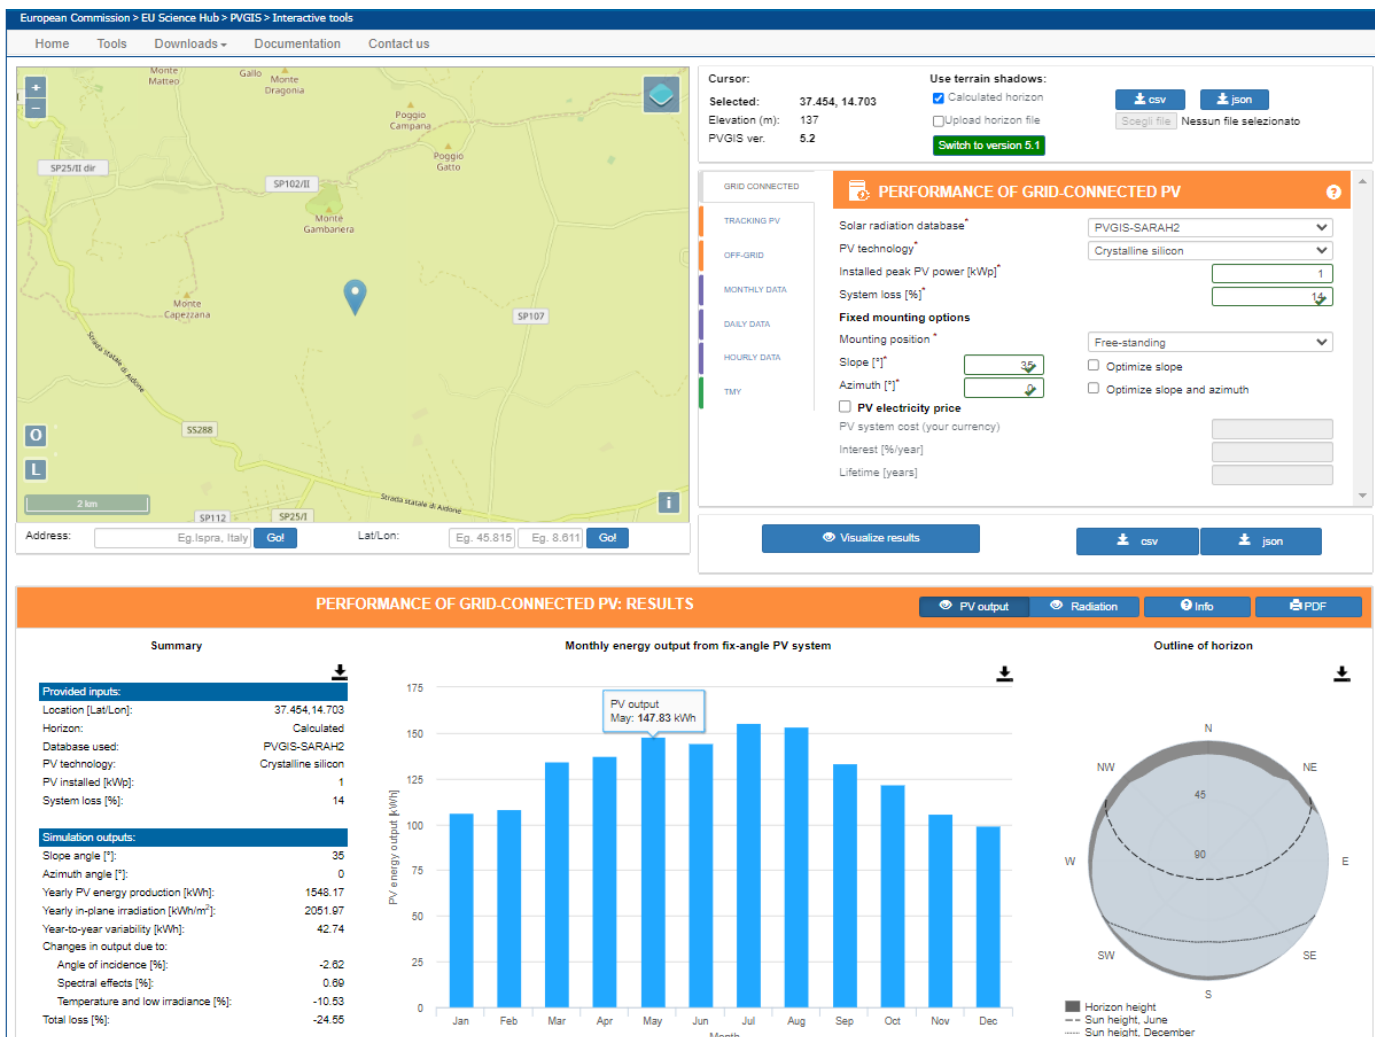 European Commission > EU Science Hub > PVGIS > Interactive tools
Home Tools Downloads Documentation Contact us
Monte Matteo
Gallo
Monte Dragonia
Poggio Campana
Poggio Gatto
SP25/II dir
SP102/II
Monte Gambanera
Monte Capezzana
SP107
Strada statale di Aidone
SS288
Strada statale di Aidone
SP112
SP25/I
+
−
O
L
2 km
i
Address: Eg.Ispra, Italy Go! Lat/Lon: Eg. 45.815 Eg. 8.611 Go!
Cursor:
Selected: 37.454, 14.703
Elevation (m): 137
PVGIS ver. 5.2
Use terrain shadows:
Calculated horizon
Upload horizon file
Switch to version 5.1
csv json
Scegli file Nessun file selezionato
GRID CONNECTED
TRACKING PV
OFF-GRID
MONTHLY DATA
DAILY DATA
HOURLY DATA
TMY
PERFORMANCE OF GRID-CONNECTED PV ?
Solar radiation database* PVGIS-SARAH2
PV technology* Crystalline silicon
Installed peak PV power [kWp]* 1
System loss [%]* 14
Fixed mounting options
Mounting position * Free-standing
Slope [°]* 35 Optimize slope
Azimuth [°]* 0 Optimize slope and azimuth
PV electricity price
PV system cost (your currency)
Interest [%/year]
Lifetime [years]
Visualize results csv json
PERFORMANCE OF GRID-CONNECTED PV: RESULTS PV output Radiation Info PDF
Summary
Provided inputs:
Location [Lat/Lon]: 37.454,14.703
Horizon: Calculated
Database used: PVGIS-SARAH2
PV technology: Crystalline silicon
PV installed [kWp]: 1
System loss [%]: 14
Simulation outputs:
Slope angle [°]: 35
Azimuth angle [°]: 0
Yearly PV energy production [kWh]: 1548.17
Yearly in-plane irradiation [kWh/m²]: 2051.97
Year-to-year variability [kWh]: 42.74
Changes in output due to:
Angle of incidence [%]: -2.62
Spectral effects [%]: 0.69
Temperature and low irradiance [%]: -10.53
Total loss [%]: -24.55
Monthly energy output from fix-angle PV system
PV energy output [kWh]
175
150
125
100
75
50
25
0
PV output
May: 147.83 kWh
Jan Feb Mar Apr May Jun Jul Aug Sep Oct Nov Dec
Month
Outline of horizon
N
NW NE
45
W 90 E
SW SE
S
Horizon height
Sun height, June
Sun height, December